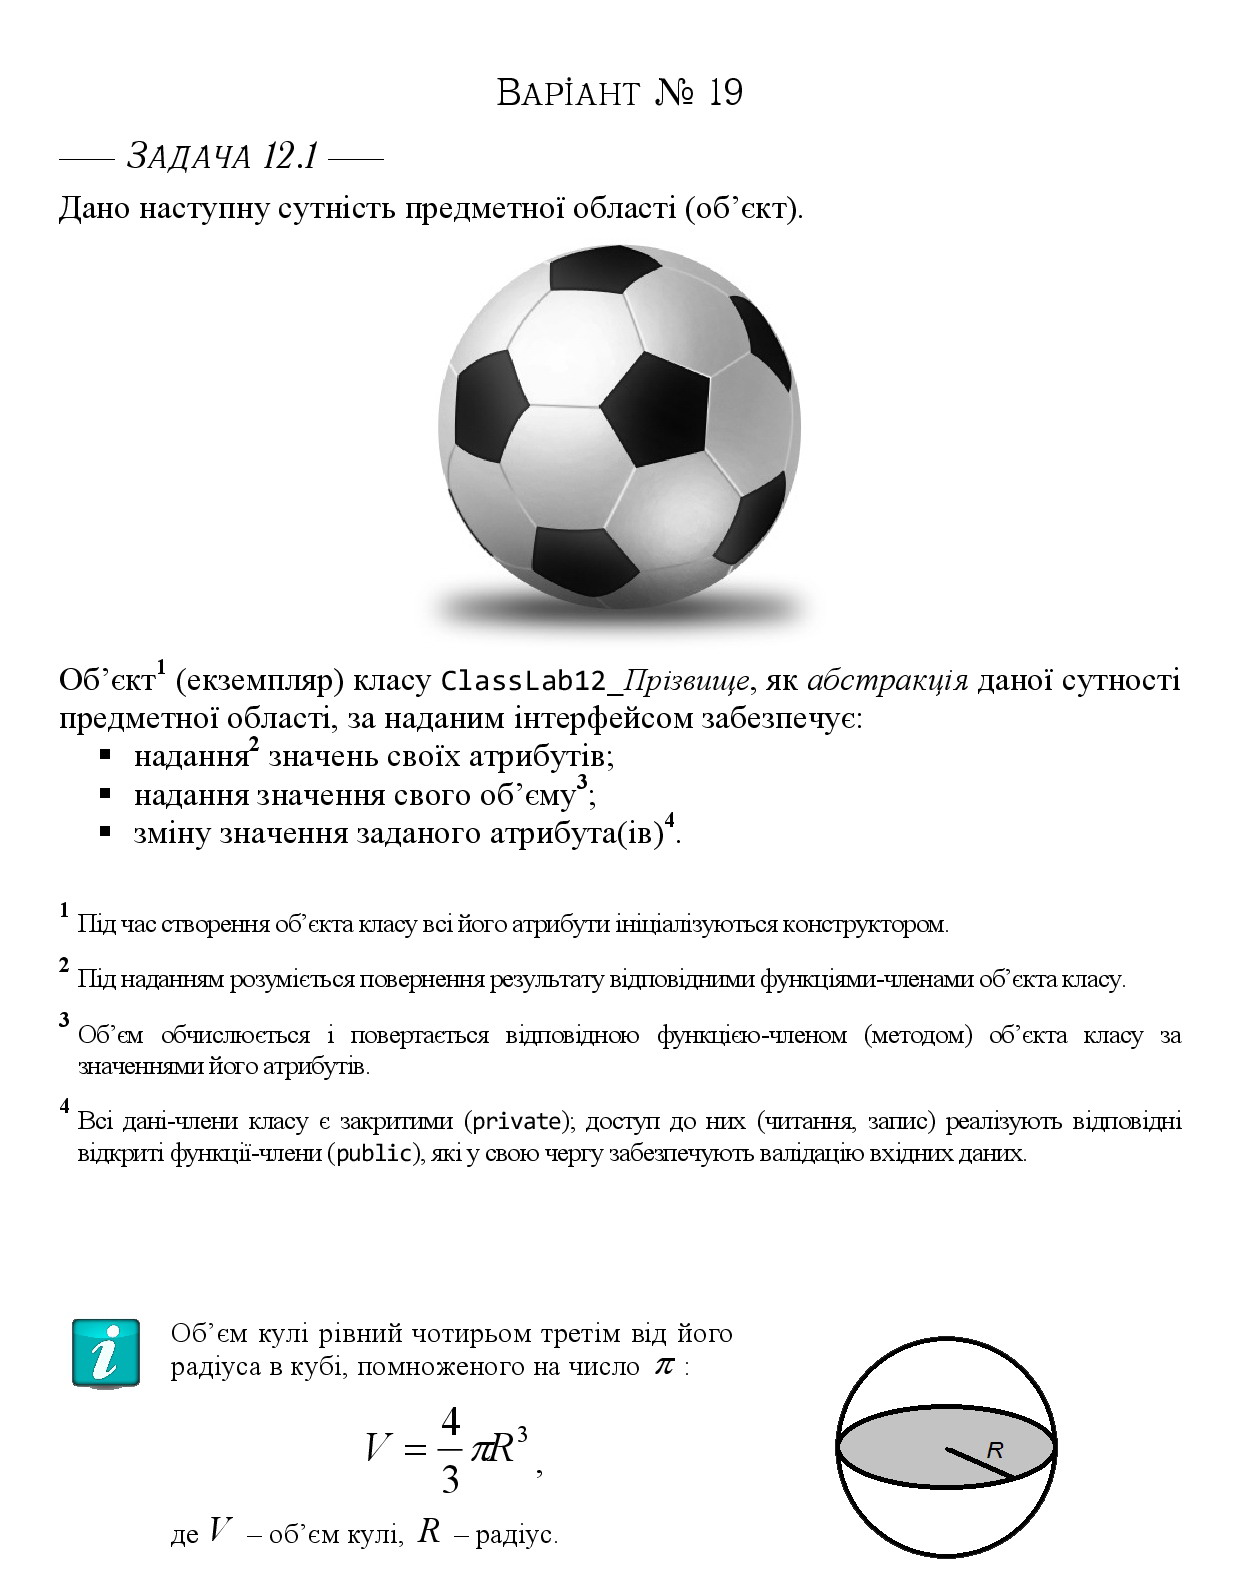 Варіант № 19
Задача 12.1
Дано наступну сутність предметної області (об’єкт).
Об’єкт1 (екземпляр) класу ClassLab12_Прізвище, як абстракція даної сутності
предметної області, за наданим інтерфейсом забезпечує:
▪ надання2 значень своїх атрибутів;
▪ надання значення свого об’єму3;
▪ зміну значення заданого атрибута(ів)4.
1 Під час створення об’єкта класу всі його атрибути ініціалізуються конструктором.
2 Під наданням розуміється повернення результату відповідними функціями-членами об’єкта класу.
3 Об’єм обчислюється і повертається відповідною функцією-членом (методом) об’єкта класу за
значеннями його атрибутів.
4 Всі дані-члени класу є закритими (private); доступ до них (читання, запис) реалізують відповідні
відкриті функції-члени (public), які у свою чергу забезпечують валідацію вхідних даних.
i
Об’єм кулі рівний чотирьом третім від його
радіуса в кубі, помноженого на число π :
V = 4/3 πR³ ,
R
де V – об’єм кулі, R – радіус.